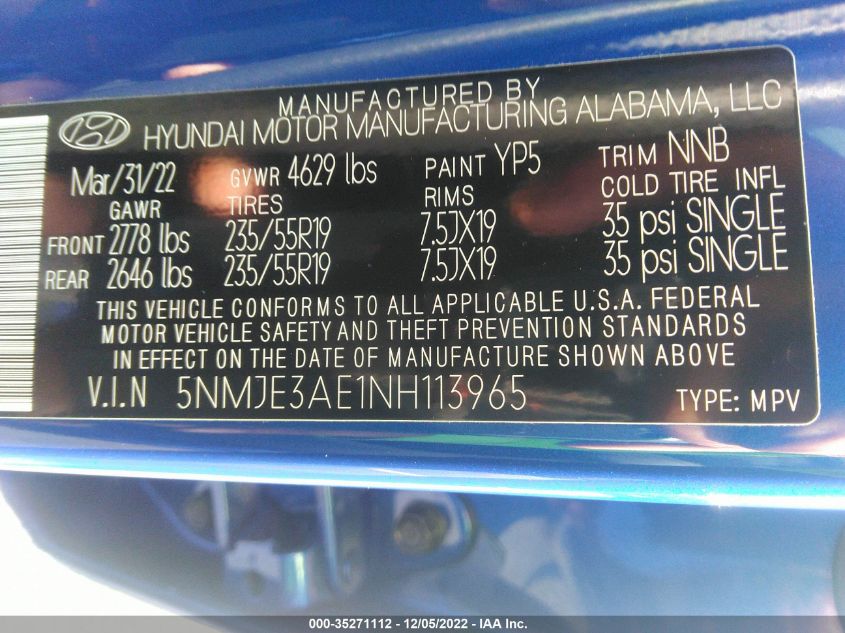 MANUFACTURED BY
HYUNDAI MOTOR MANUFACTURING ALABAMA, LLC
Mar/31/22 GVWR 4629 lbs PAINT YP5 TRIM NNB
GAWR TIRES RIMS COLD TIRE INFL
FRONT 2778 lbs 235/55R19 7.5JX19 35 psi SINGLE
REAR 2646 lbs 235/55R19 7.5JX19 35 psi SINGLE
THIS VEHICLE CONFORMS TO ALL APPLICABLE U.S.A. FEDERAL
MOTOR VEHICLE SAFETY AND THEFT PREVENTION STANDARDS
IN EFFECT ON THE DATE OF MANUFACTURE SHOWN ABOVE
V.I.N 5NMJE3AE1NH113965 TYPE: MPV
000-35271112 - 12/05/2022 - IAA Inc.